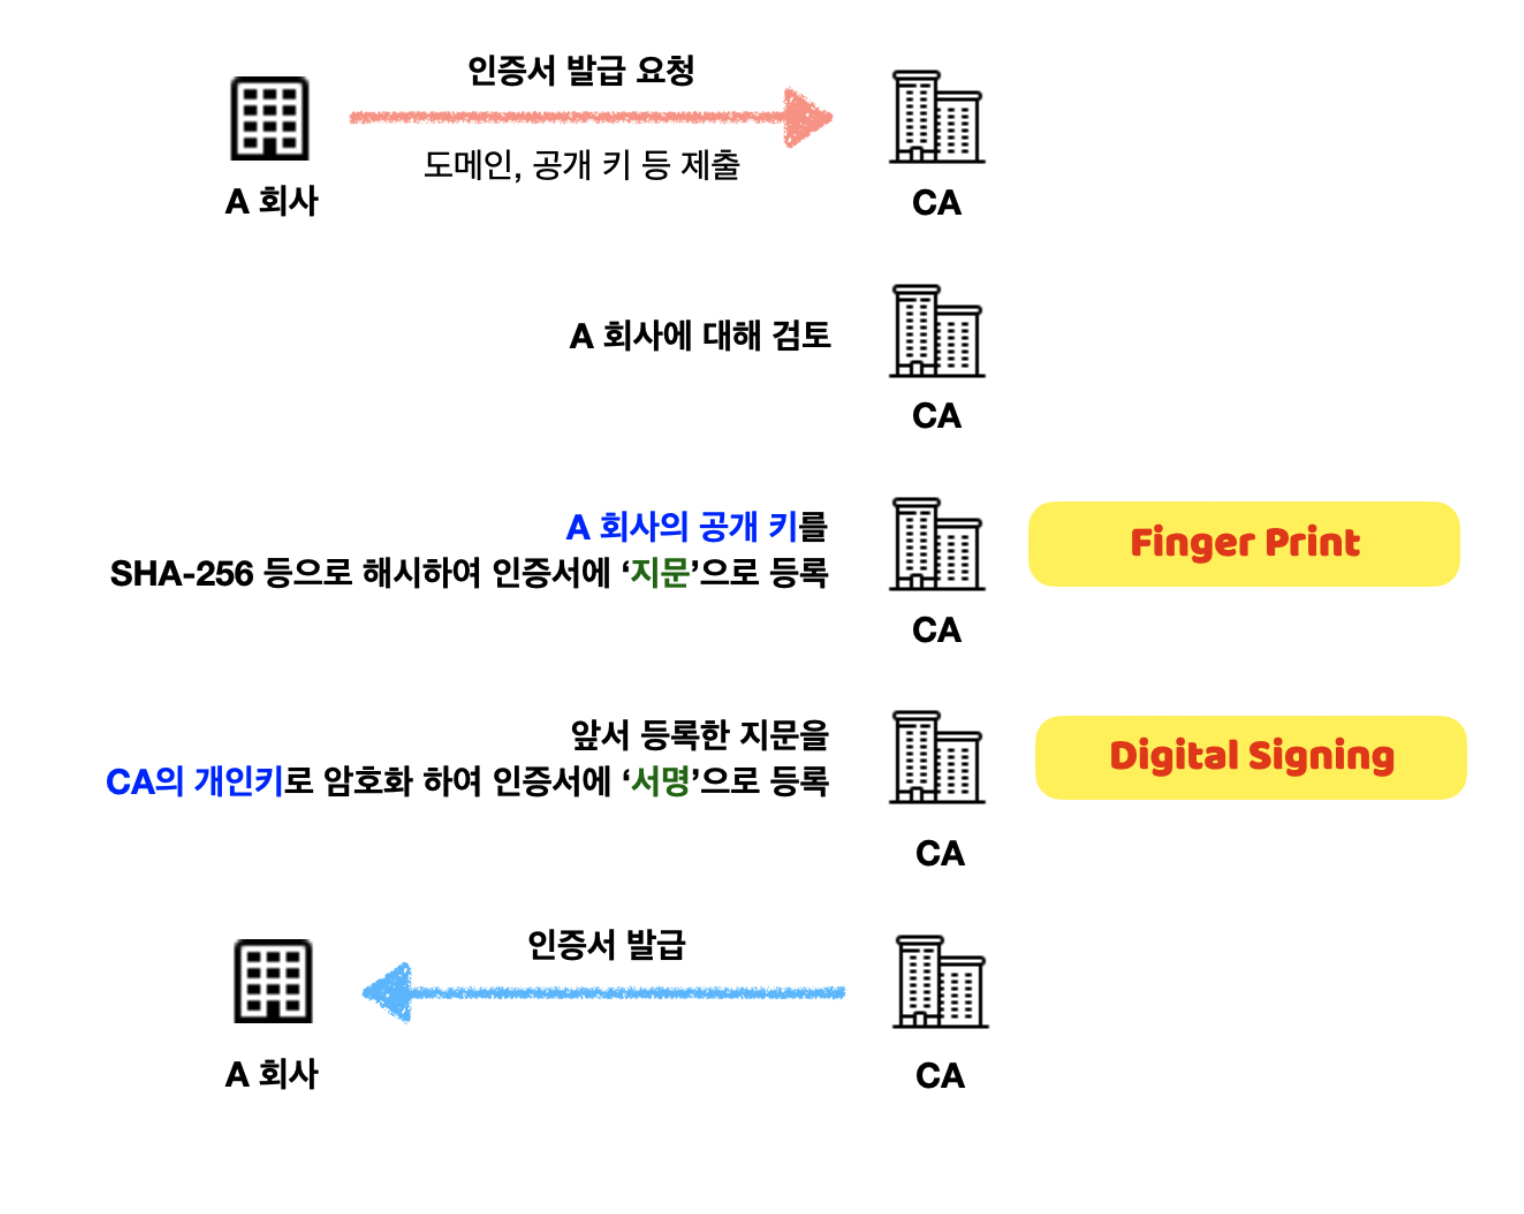 인증서 발급 요청
도메인, 공개 키 등 제출
A 회사
CA
A 회사에 대해 검토
CA
A 회사의 공개 키를
SHA-256 등으로 해시하여 인증서에 ‘지문’으로 등록
Finger Print
CA
앞서 등록한 지문을
CA의 개인키로 암호화 하여 인증서에 ‘서명’으로 등록
Digital Signing
CA
인증서 발급
A 회사
CA